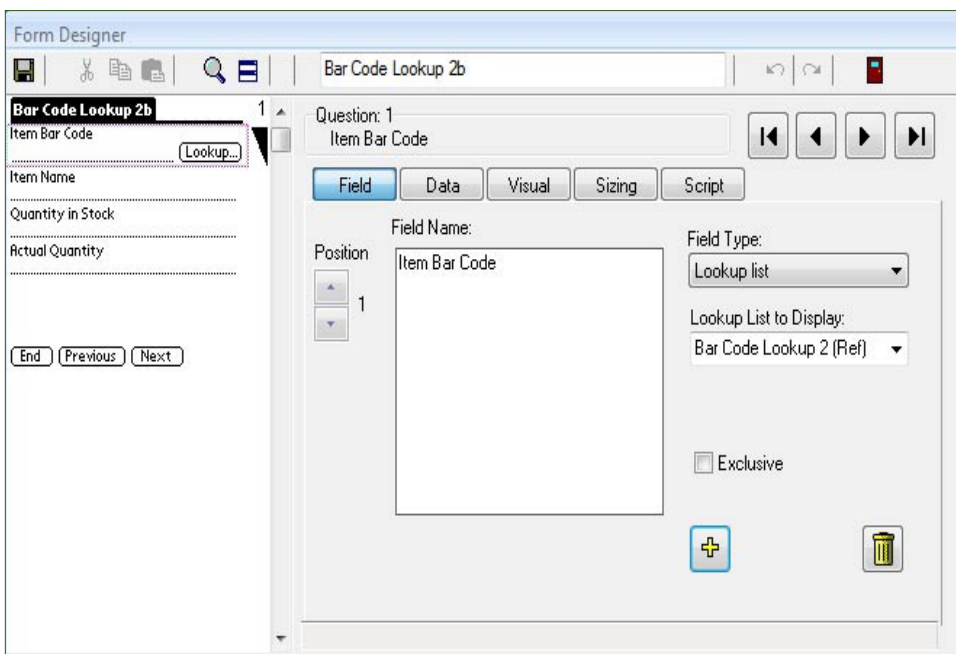 Form Designer
Bar Code Lookup 2b
Bar Code Lookup 2b 1
Item Bar Code
Lookup...
Item Name
Quantity in Stock
Actual Quantity
End Previous Next
Question: 1
Item Bar Code
Field Data Visual Sizing Script
Field Name:
Position
Item Bar Code
1
Field Type:
Lookup list
Lookup List to Display:
Bar Code Lookup 2 (Ref)
Exclusive